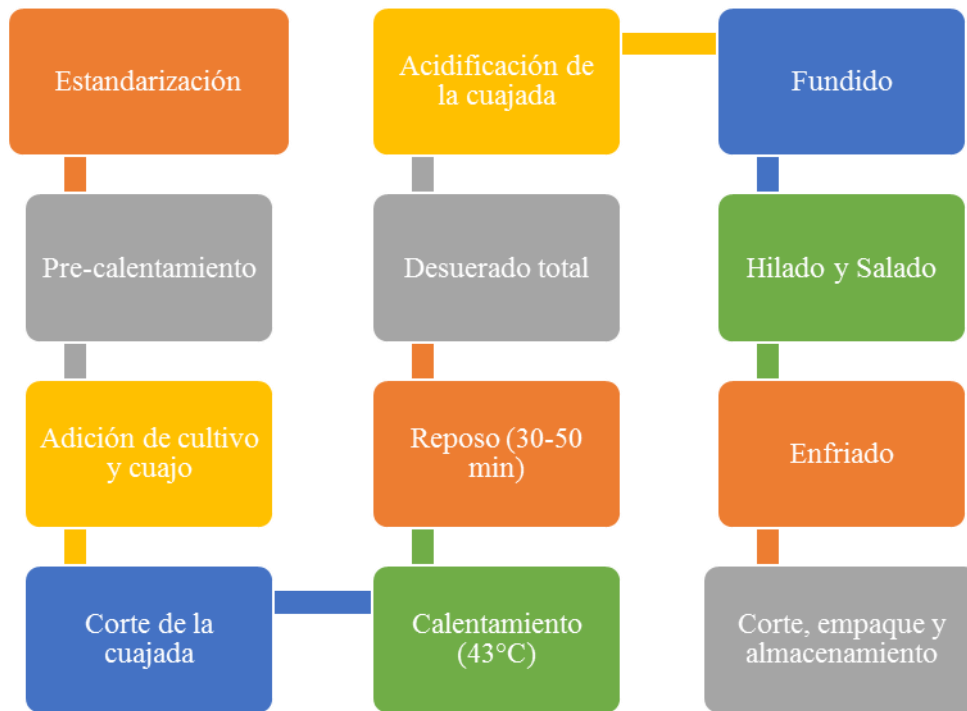 Estandarización
Pre-calentamiento
Adición de cultivo
y cuajo
Corte de la
cuajada
Calentamiento
(43°C)
Reposo (30-50
min)
Desuerado total
Acidificación de
la cuajada
Fundido
Hilado y Salado
Enfriado
Corte, empaque y
almacenamiento